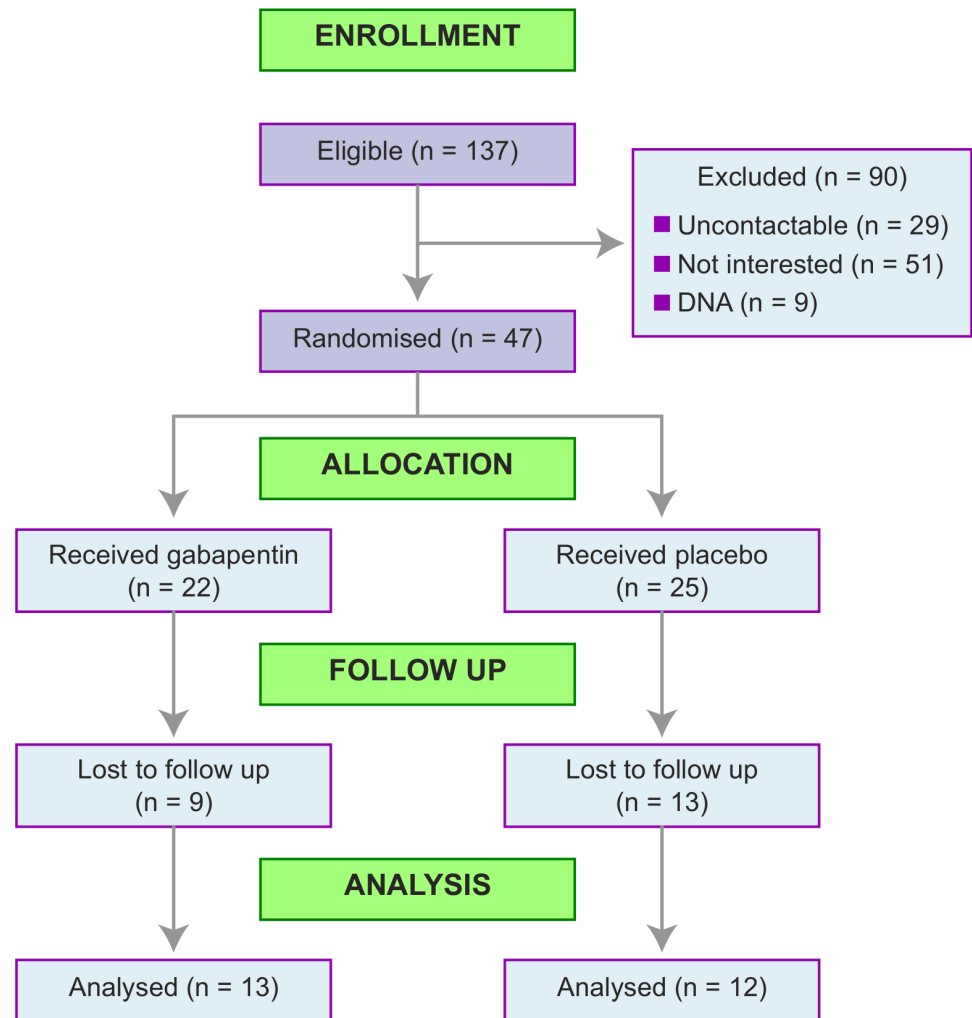 ENROLLMENT
Eligible (n = 137)
Excluded (n = 90)
Uncontactable (n = 29)
Not interested (n = 51)
DNA (n = 9)
Randomised (n = 47)
ALLOCATION
Received gabapentin
(n = 22)
Received placebo
(n = 25)
FOLLOW UP
Lost to follow up
(n = 9)
Lost to follow up
(n = 13)
ANALYSIS
Analysed (n = 13)
Analysed (n = 12)